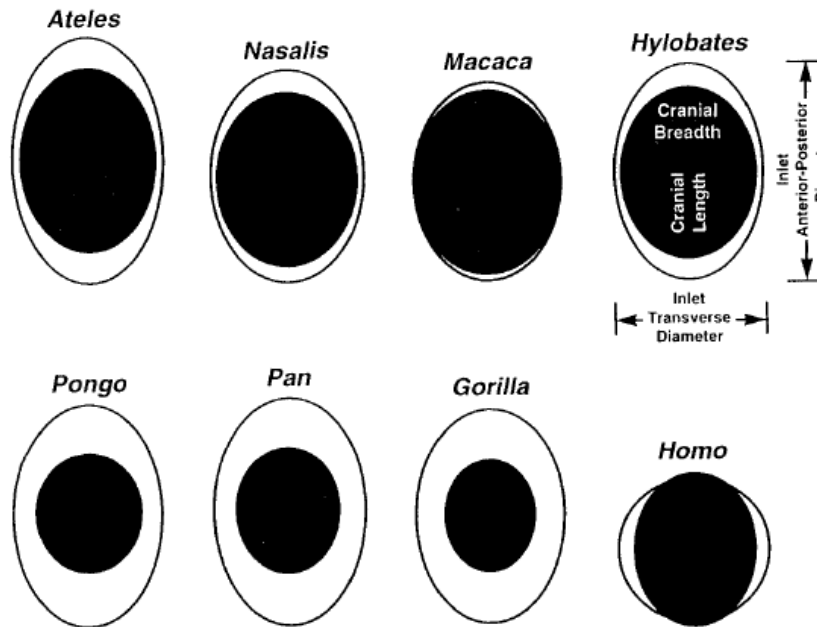 Ateles
Nasalis
Macaca
Hylobates
Cranial
Breadth
Cranial
Length
Inlet
Anterior-Posterior
Inlet
Transverse
Diameter
Pongo
Pan
Gorilla
Homo